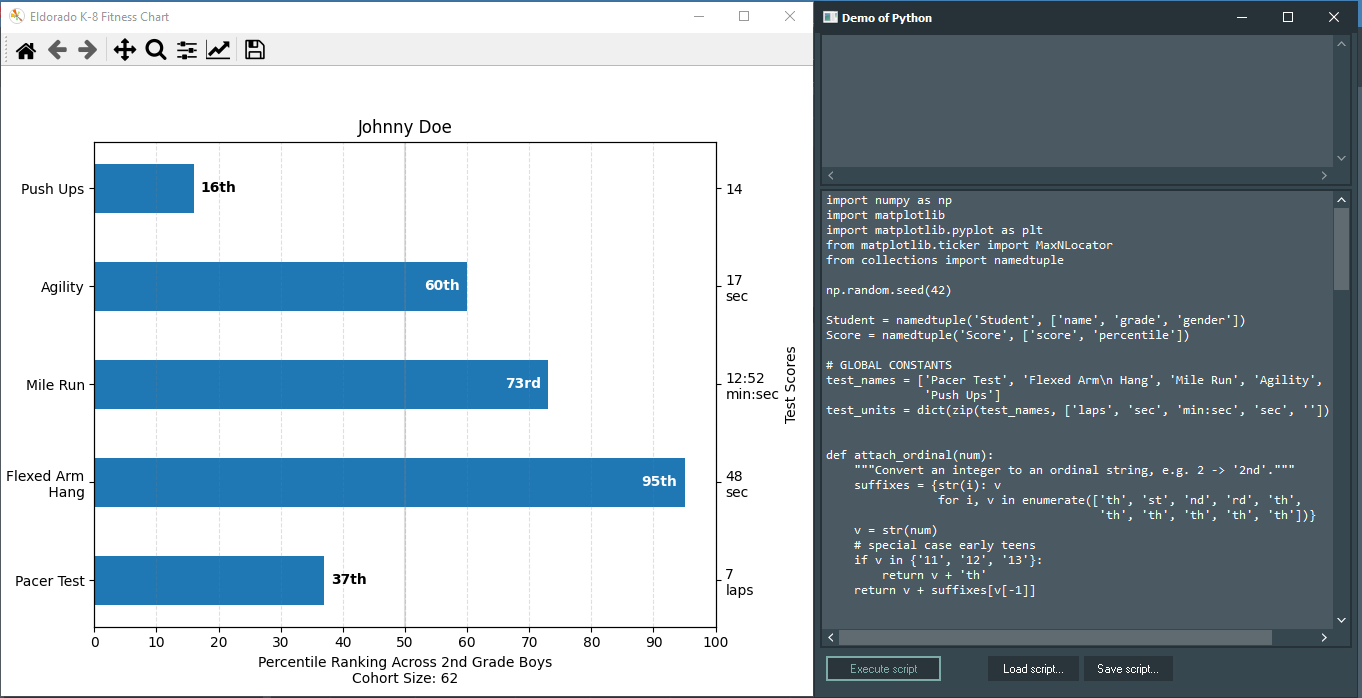 Eldorado K-8 Fitness Chart
Johnny Doe
Push Ups
16th
14
Agility
60th
17
sec
Mile Run
73rd
12:52
min:sec
Test Scores
Flexed Arm
Hang
95th
48
sec
Pacer Test
37th
7
laps
0 10 20 30 40 50 60 70 80 90 100
Percentile Ranking Across 2nd Grade Boys
Cohort Size: 62
Demo of Python
import numpy as np
import matplotlib
import matplotlib.pyplot as plt
from matplotlib.ticker import MaxNLocator
from collections import namedtuple
np.random.seed(42)
Student = namedtuple('Student', ['name', 'grade', 'gender'])
Score = namedtuple('Score', ['score', 'percentile'])
# GLOBAL CONSTANTS
test_names = ['Pacer Test', 'Flexed Arm\n Hang', 'Mile Run', 'Agility',
'Push Ups']
test_units = dict(zip(test_names, ['laps', 'sec', 'min:sec', 'sec', ''])
def attach_ordinal(num):
"""Convert an integer to an ordinal string, e.g. 2 -> '2nd'."""
suffixes = {str(i): v
for i, v in enumerate(['th', 'st', 'nd', 'rd', 'th',
'th', 'th', 'th', 'th', 'th'])}
v = str(num)
# special case early teens
if v in {'11', '12', '13'}:
return v + 'th'
return v + suffixes[v[-1]]
Execute script
Load script...
Save script...